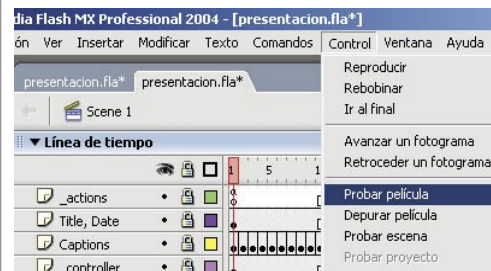 dia Flash MX Professional 2004 - [presentacion.fla*]
ón Ver Insertar Modificar Texto Comandos Control Ventana Ayuda
presentacion.fla* presentacion.fla*
Scene 1
Línea de tiempo
1 5 1
_actions
Title, Date
Captions
_controller
Reproducir
Rebobinar
Ir al final
Avanzar un fotograma
Retroceder un fotograma
Probar película
Depurar película
Probar escena
Probar proyecto